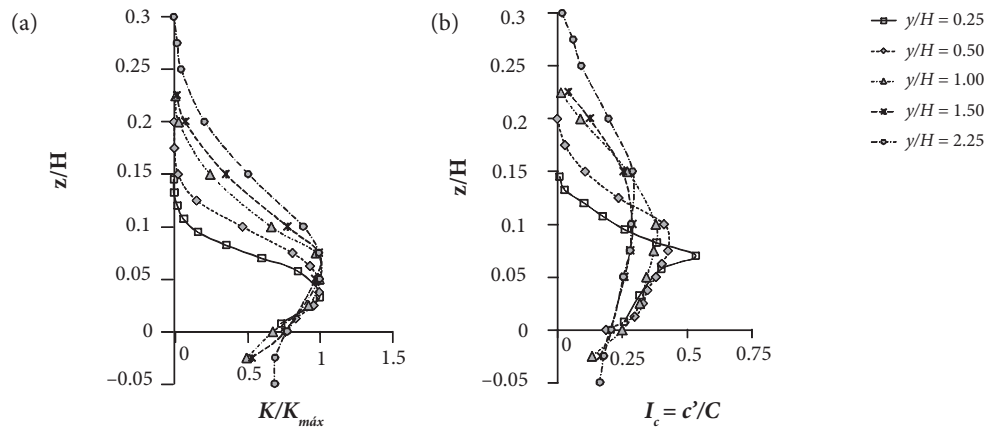 (a)
0.3
0.25
0.2
0.15
0.1
0.05
0
−0.05
z/H
0
0.5
1
1.5
K/Kmáx
(b)
0.3
0.25
0.2
0.15
0.1
0.05
0
−0.05
z/H
0
0.25
0.5
0.75
Ic = c’/C
y/H = 0.25
y/H = 0.50
y/H = 1.00
y/H = 1.50
y/H = 2.25